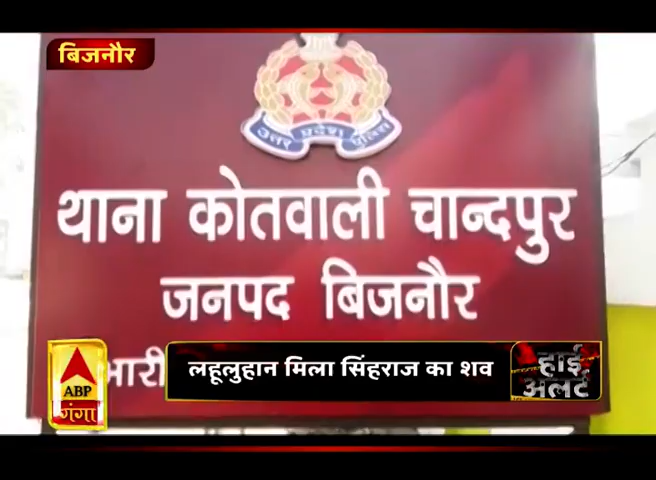 बिजनौर
उत्तर प्रदेश पुलिस
थाना कोतवाली चान्दपुर
जनपद बिजनौर
भारी
ABP
गंगा
लहूलुहान मिला सिंहराज का शव
हाई
अलर्ट